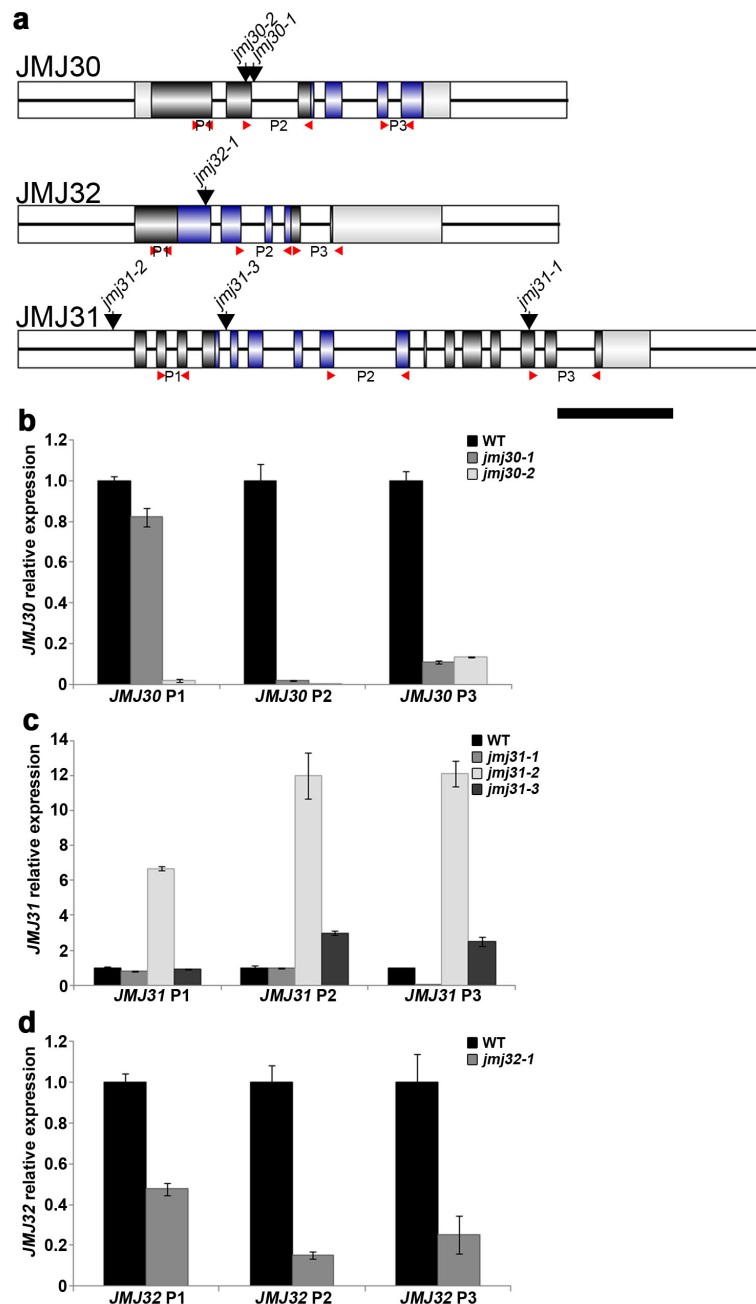 a
jmj30-2
jmj30-1
JMJ30
P1 P2 P3
jmj32-1
JMJ32
P1 P2 P3
jmj31-2 jmj31-3 jmj31-1
JMJ31
P1 P2 P3
b
JMJ30 relative expression
1.2
1.0
0.8
0.6
0.4
0.2
0
WT
jmj30-1
jmj30-2
JMJ30 P1 JMJ30 P2 JMJ30 P3
c
JMJ31 relative expression
14
12
10
8
6
4
2
0
WT
jmj31-1
jmj31-2
jmj31-3
JMJ31 P1 JMJ31 P2 JMJ31 P3
d
JMJ32 relative expression
1.2
1.0
0.8
0.6
0.4
0.2
0
WT
jmj32-1
JMJ32 P1 JMJ32 P2 JMJ32 P3